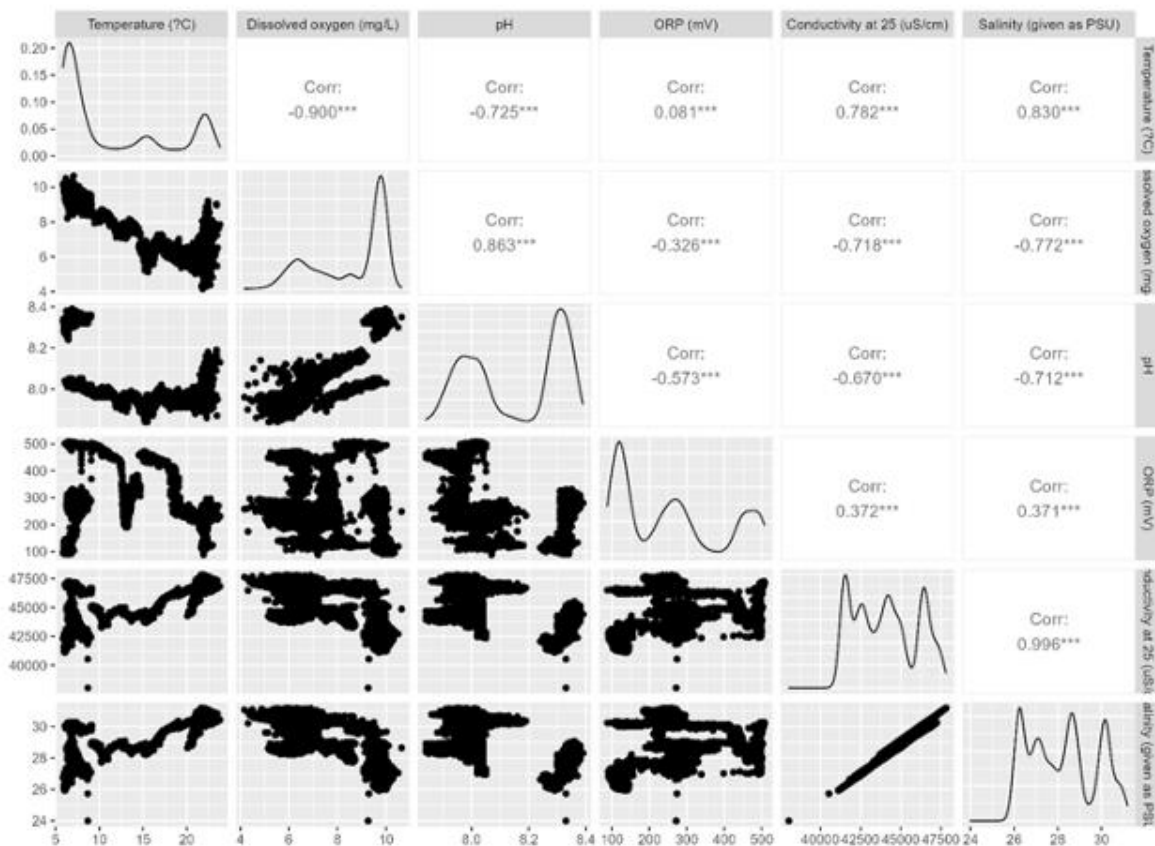 Temperature (?C) Dissolved oxygen (mg/L) pH ORP (mV) Conductivity at 25 (uS/cm) Salinity (given as PSU)
0.20
0.15
0.10
0.05
0.00
Corr:
-0.900***
Corr:
-0.725***
Corr:
0.081***
Corr:
0.782***
Corr:
0.830***
Temperature (?C)
10
8
6
4
Corr:
0.863***
Corr:
-0.326***
Corr:
-0.718***
Corr:
-0.772***
ssolved oxygen (mg-
8.4
8.2
8.0
Corr:
-0.573***
Corr:
-0.670***
Corr:
-0.712***
pH
500
400
300
200
100
Corr:
0.372***
Corr:
0.371***
ORP (mV)
47500
45000
42500
40000
Corr:
0.996***
ductivity at 25 (uS/
30
28
26
24
alinity (given as PSU
5 10 15 20 4 6 8 10 8.0 8.2 8.4 100 200 300 400 500 40000 42500 45000 47500 24 26 28 30